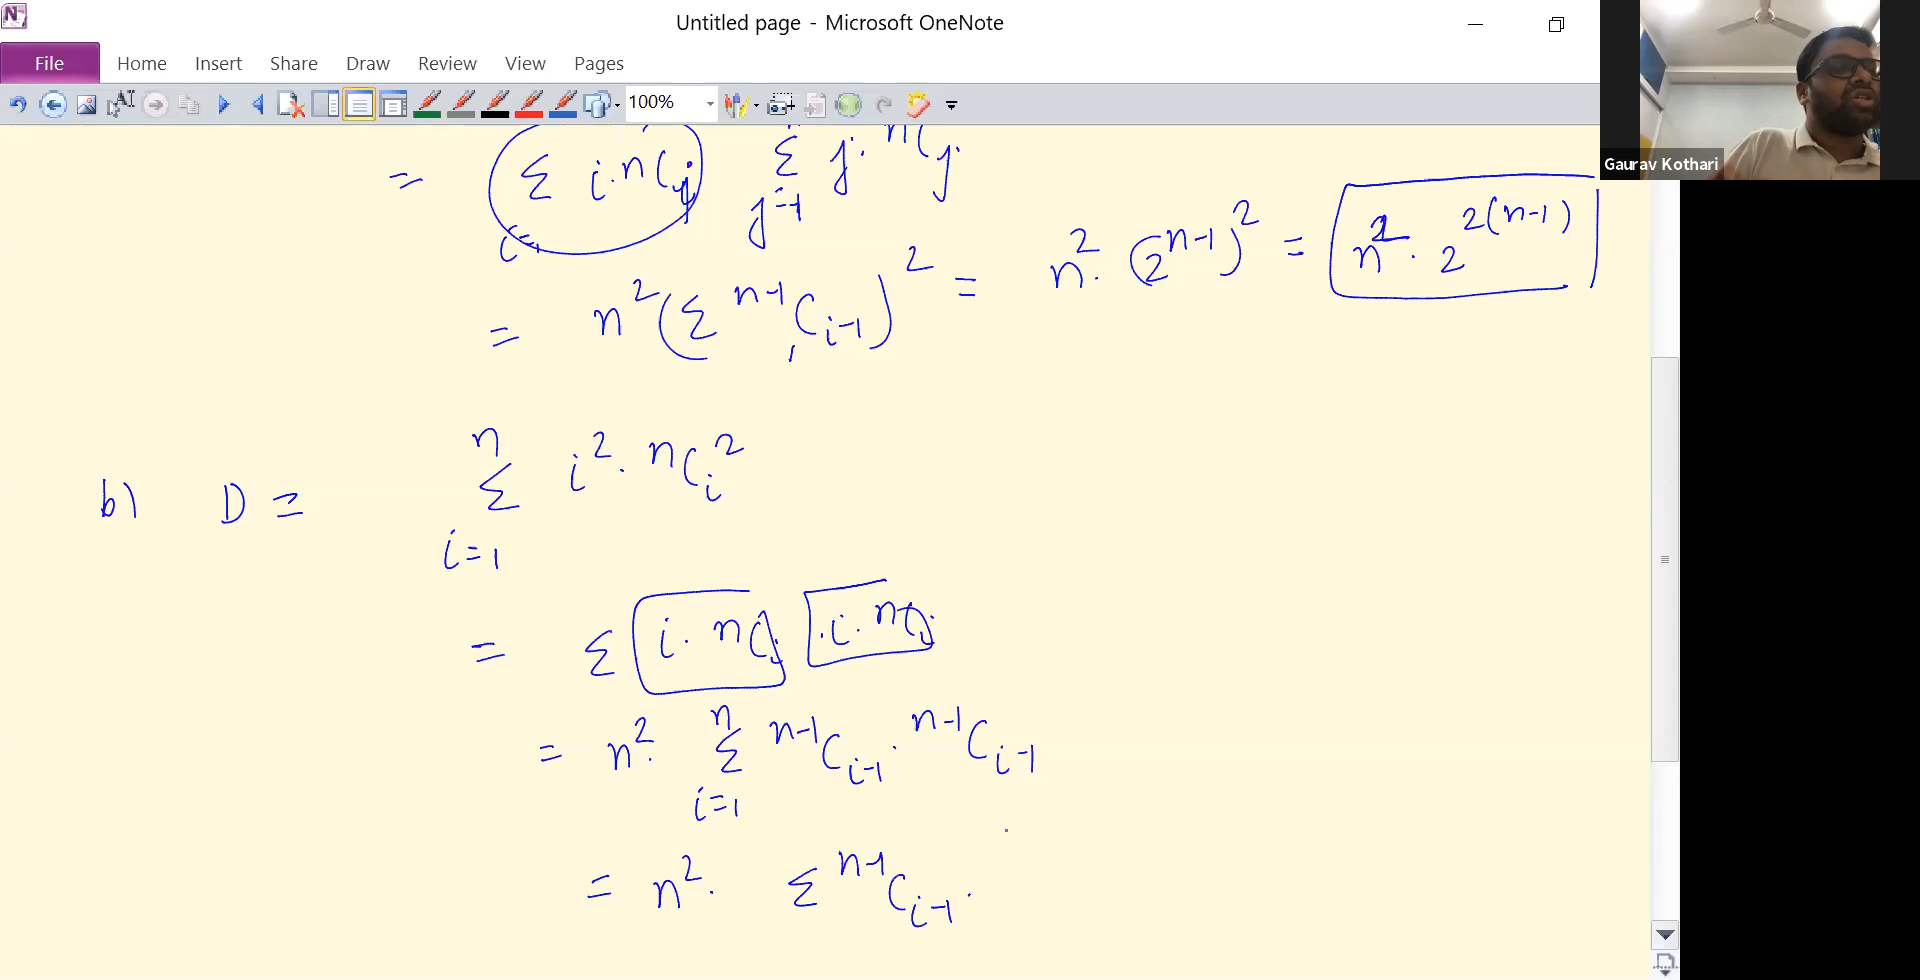 Untitled page - Microsoft OneNote
File Home Insert Share Draw Review View Pages
100%
Gaurav Kothari
= Σ i·nCj Σ j·nCj
i=1 j=1
= n²(Σ n-1Ci-1)² = n²·(2^n-1)² = n²·2^2(n-1)
b) D = n Σ i=1 i²·nCi²
= Σ i·nCi ·i·nCi
= n²· n Σ i=1 n-1Ci-1 · n-1Ci-1
= n²· Σ n-1Ci-1 ·